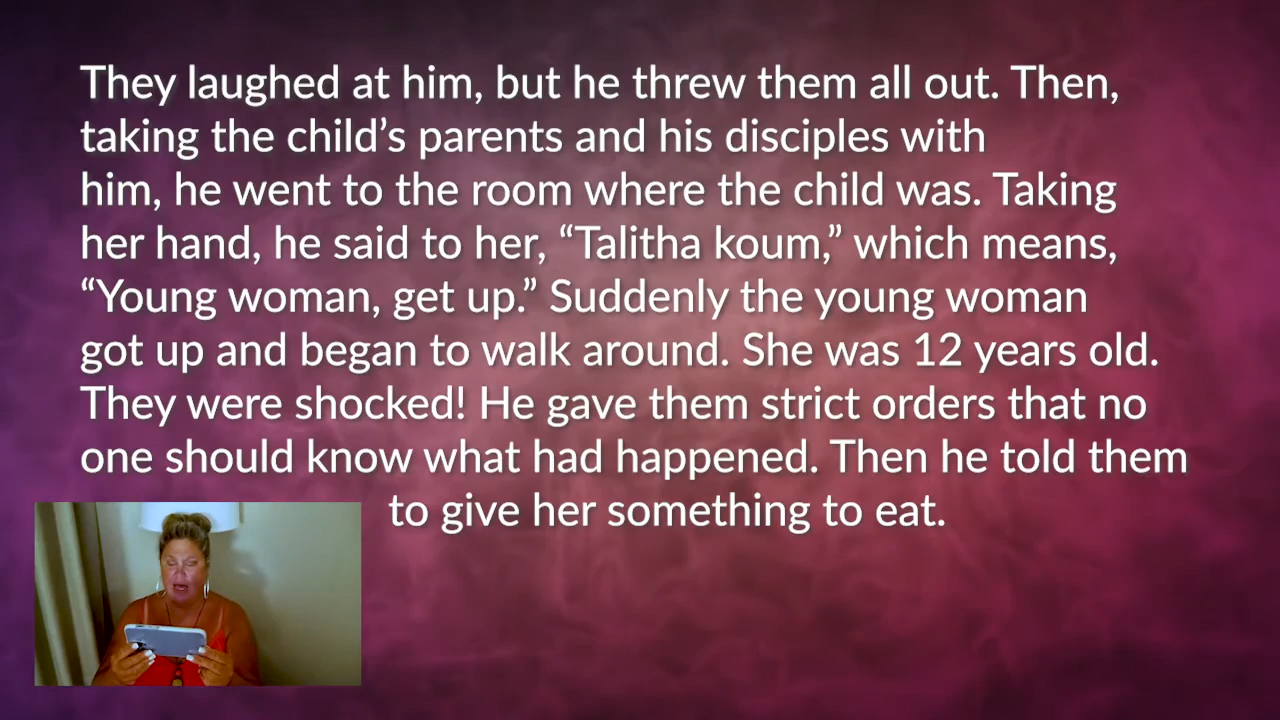 They laughed at him, but he threw them all out. Then,
taking the child’s parents and his disciples with
him, he went to the room where the child was. Taking
her hand, he said to her, “Talitha koum,” which means,
“Young woman, get up.” Suddenly the young woman
got up and began to walk around. She was 12 years old.
They were shocked! He gave them strict orders that no
one should know what had happened. Then he told them
to give her something to eat.